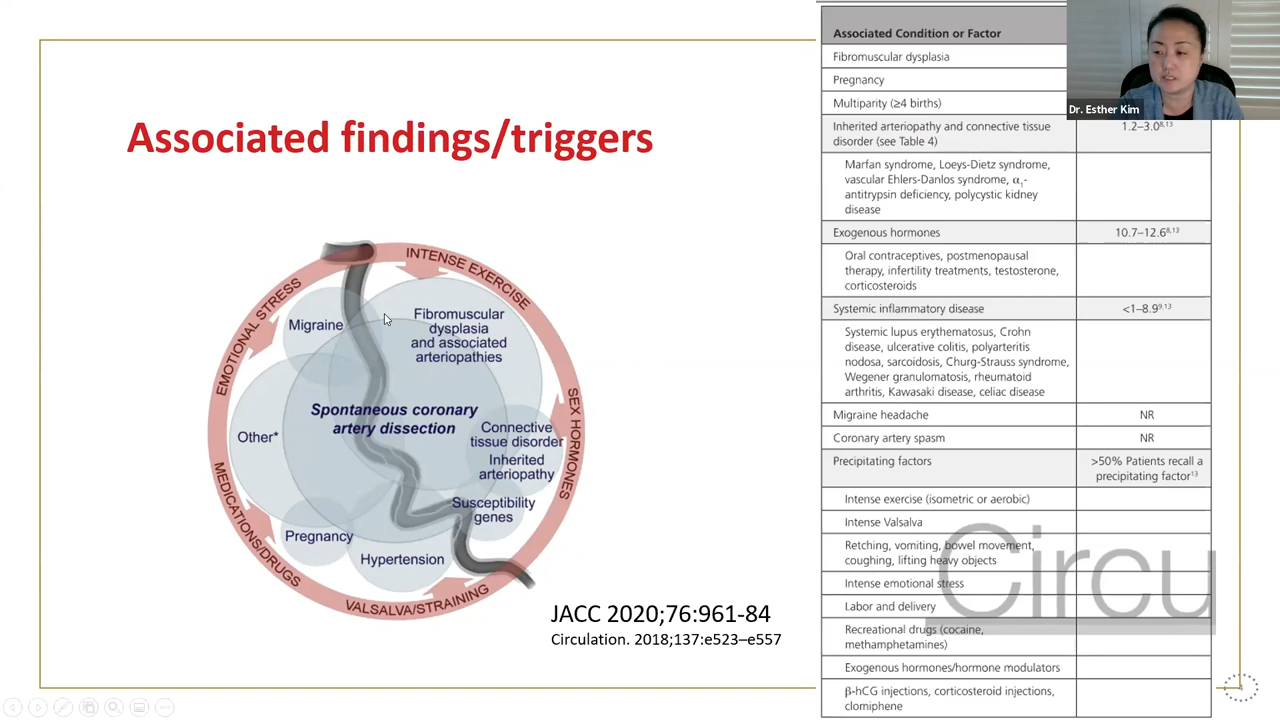 Associated findings/triggers
EMOTIONAL STRESS
INTENSE EXERCISE
SEX HORMONES
VALSALVA/STRAINING
MEDICATIONS/DRUGS
Migraine
Fibromuscular
dysplasia
and associated
arteriopathies
Spontaneous coronary
artery dissection
Connective
tissue disorder
Inherited
arteriopathy
Other*
Susceptibility
genes
Pregnancy
Hypertension
JACC 2020;76:961-84
Circulation. 2018;137:e523–e557
Associated Condition or Factor
Fibromuscular dysplasia
Pregnancy
Multiparity (≥4 births)
Dr. Esther Kim
Inherited arteriopathy and connective tissue
disorder (see Table 4)
1.2–3.0⁸,¹³
Marfan syndrome, Loeys-Dietz syndrome,
vascular Ehlers-Danlos syndrome, α₁-
antitrypsin deficiency, polycystic kidney
disease
Exogenous hormones
10.7–12.6⁸,¹³
Oral contraceptives, postmenopausal
therapy, infertility treatments, testosterone,
corticosteroids
Systemic inflammatory disease
<1–8.9⁹,¹³
Systemic lupus erythematosus, Crohn
disease, ulcerative colitis, polyarteritis
nodosa, sarcoidosis, Churg-Strauss syndrome,
Wegener granulomatosis, rheumatoid
arthritis, Kawasaki disease, celiac disease
Migraine headache
NR
Coronary artery spasm
NR
Precipitating factors
>50% Patients recall a
precipitating factor¹³
Intense exercise (isometric or aerobic)
Intense Valsalva
Retching, vomiting, bowel movement,
coughing, lifting heavy objects
Intense emotional stress
Labor and delivery
Recreational drugs (cocaine,
methamphetamines)
Exogenous hormones/hormone modulators
β-hCG injections, corticosteroid injections,
clomiphene
Circu